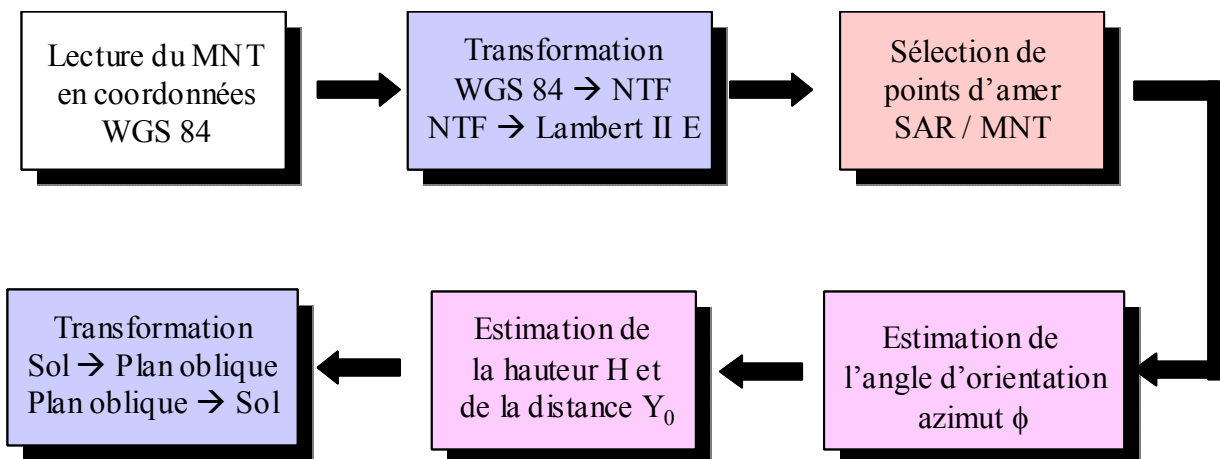 Lecture du MNT
en coordonnées
WGS 84
Transformation
WGS 84 → NTF
NTF → Lambert II E
Sélection de
points d’amer
SAR / MNT
Estimation de
l’angle d’orientation
azimut ϕ
Estimation de
la hauteur H et
de la distance Y₀
Transformation
Sol → Plan oblique
Plan oblique → Sol